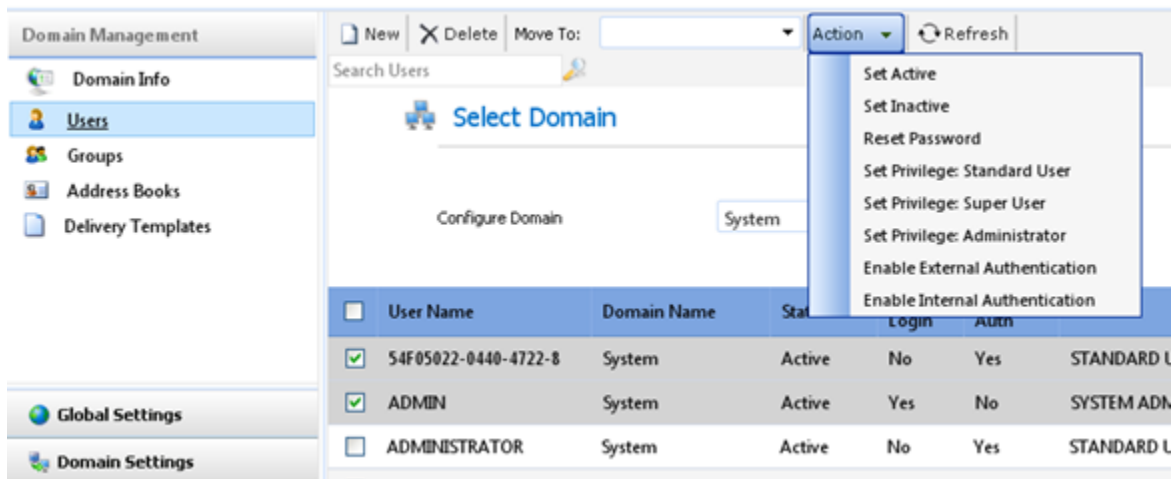 Domain Management
Domain Info
Users
Groups
Address Books
Delivery Templates
Global Settings
Domain Settings
New Delete Move To: Action Refresh
Search Users
Set Active
Set Inactive
Reset Password
Set Privilege: Standard User
Set Privilege: Super User
Set Privilege: Administrator
Enable External Authentication
Enable Internal Authentication
Select Domain
Configure Domain System
User Name Domain Name Login Auth
54F05022-0440-4722-8 System Active No Yes STANDARD
ADMIN System Active Yes No SYSTEM
ADMINISTRATOR System Active No Yes STANDARD